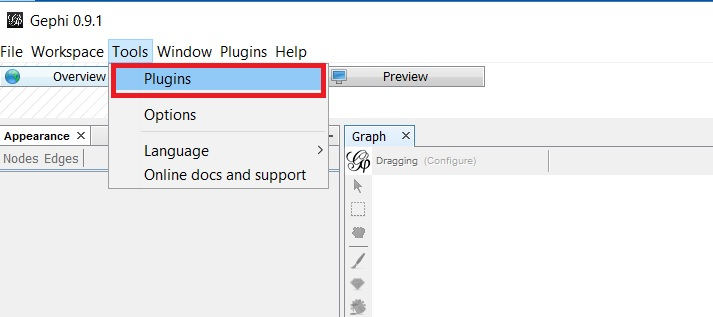 Gephi 0.9.1
File Workspace Tools Window Plugins Help
Overview Plugins Preview
Options
Appearance Graph
Language
Nodes Edges Dragging (Configure)
Online docs and support